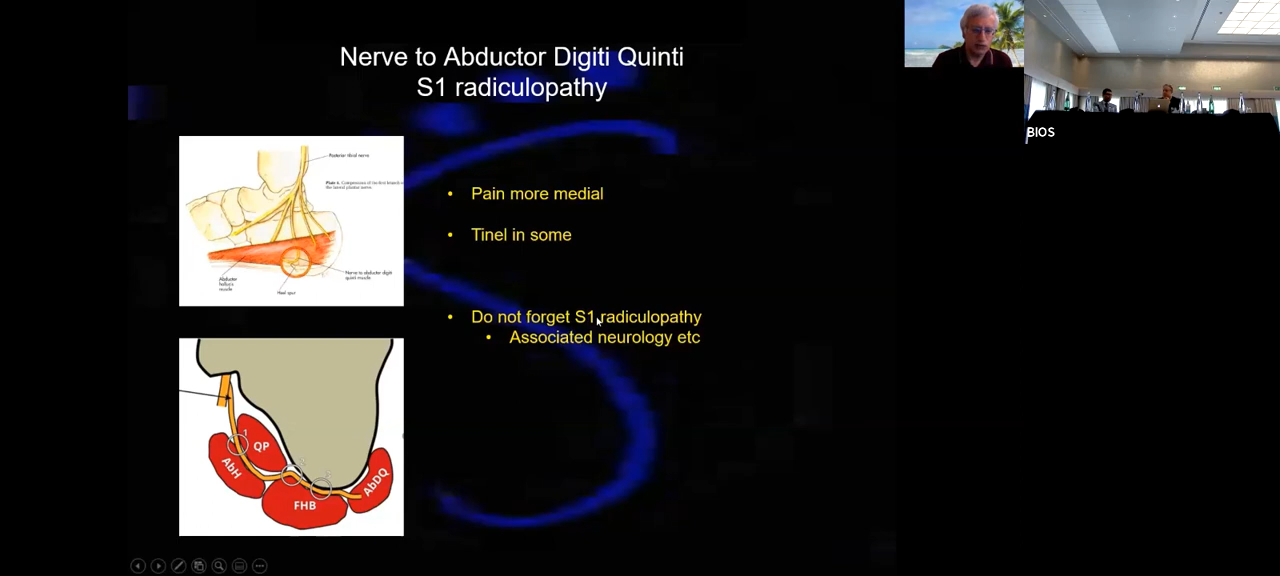 Nerve to Abductor Digiti Quinti
S1 radiculopathy
BIOS
Posterior tibial nerve
Plate 6. Compression of the first branch
the lateral plantar nerve.
Abductor
hallucis
muscle
Heel spur
Nerve to abductor digiti
quinti muscle
• Pain more medial
• Tinel in some
• Do not forget S1 radiculopathy
• Associated neurology etc
1
QP
AbH
FHB
AbDQ